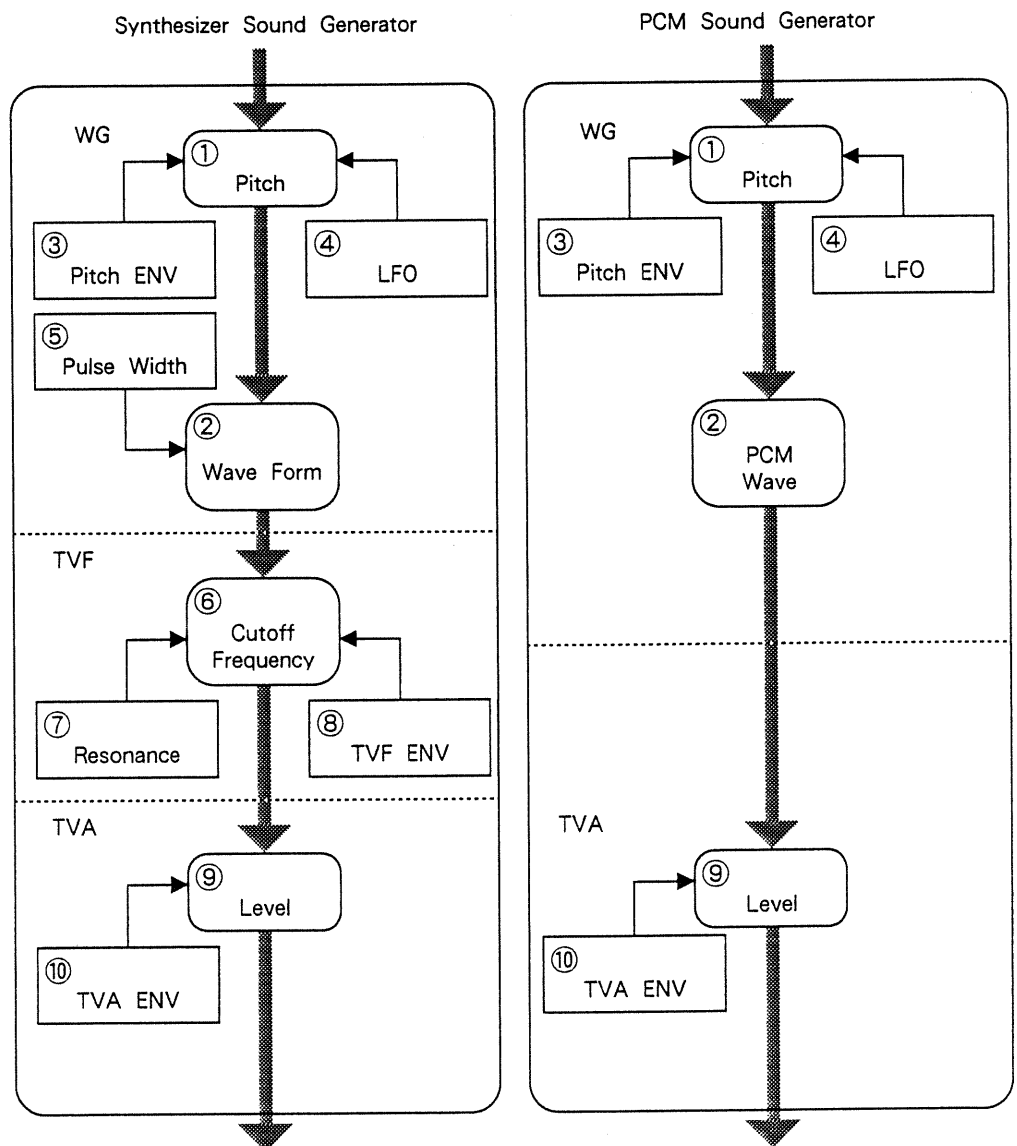 Synthesizer Sound Generator
WG
① Pitch
③ Pitch ENV
④ LFO
⑤ Pulse Width
② Wave Form
TVF
⑥ Cutoff
Frequency
⑦ Resonance
⑧ TVF ENV
TVA
⑨ Level
⑩ TVA ENV
PCM Sound Generator
WG
① Pitch
③ Pitch ENV
④ LFO
② PCM
Wave
TVA
⑨ Level
⑩ TVA ENV